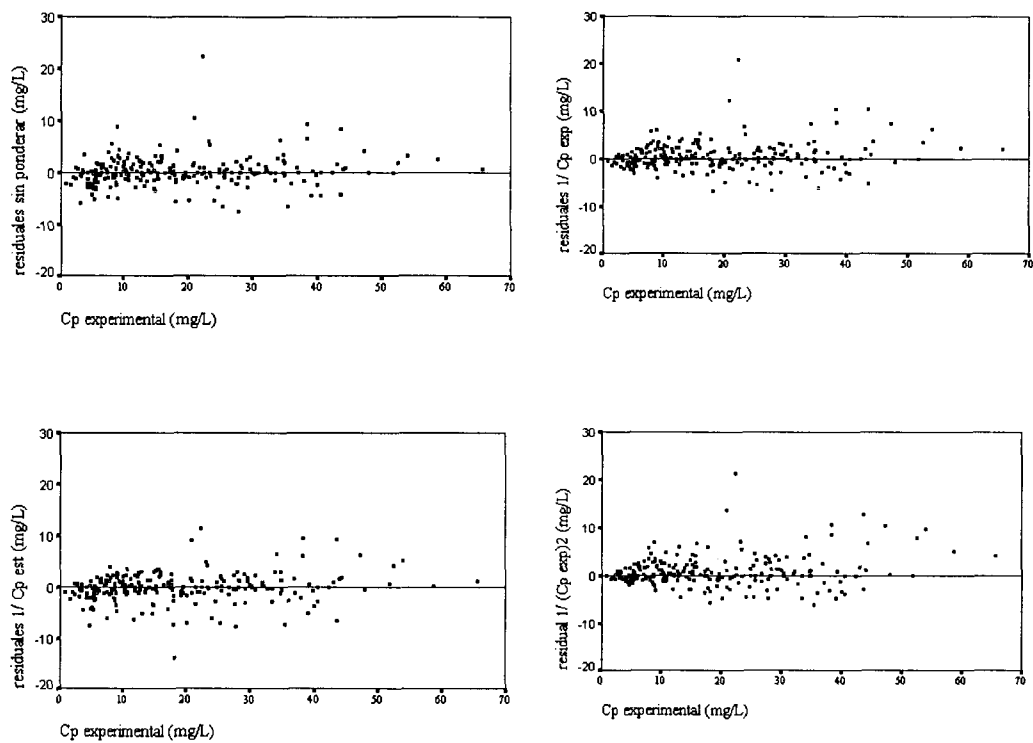 residuales sin ponderar (mg/L)
30
20
10
0
-10
-20
0 10 20 30 40 50 60 70
Cp experimental (mg/L)
residuales 1/ Cp exp (mg/L)
30
20
10
0
-10
-20
0 10 20 30 40 50 60 70
Cp experimental (mg/L)
residuales 1/ Cp est (mg/L)
30
20
10
0
-10
-20
0 10 20 30 40 50 60 70
Cp experimental (mg/L)
residual 1/ (Cp exp)2 (mg/L)
30
20
10
0
-10
-20
0 10 20 30 40 50 60 70
Cp experimental (mg/L)